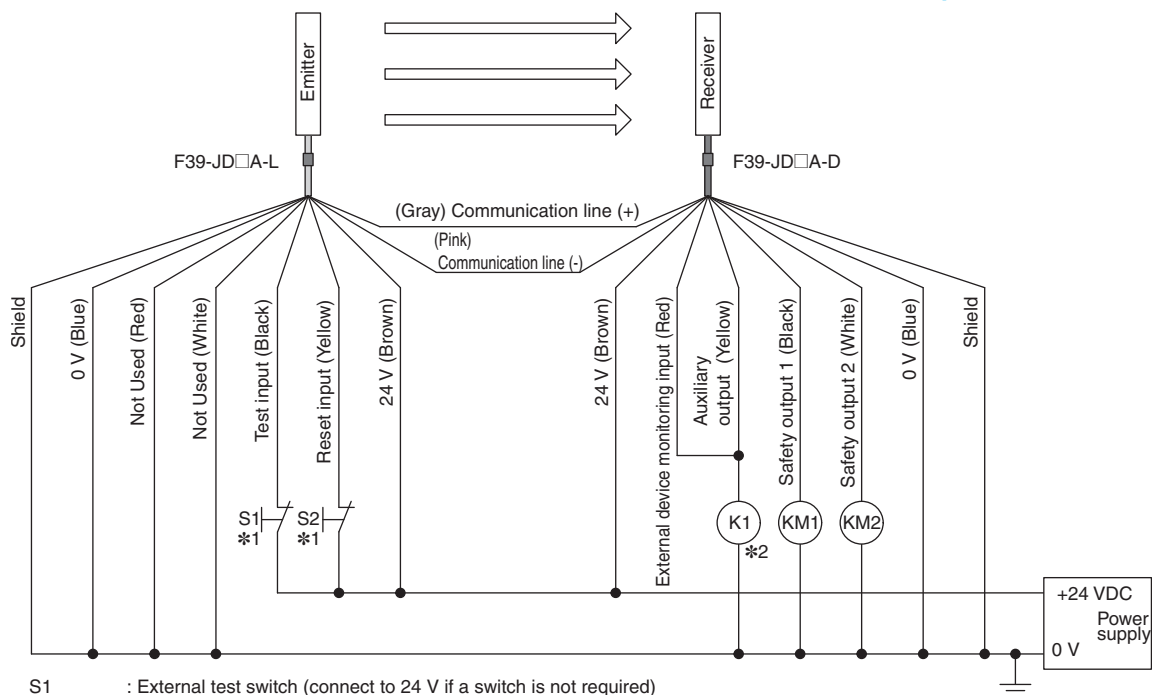 Emitter
Receiver
F39-JD□A-L
F39-JD□A-D
(Gray) Communication line (+)
(Pink)
Communication line (-)
Shield
0 V (Blue)
Not Used (Red)
Not Used (White)
Test input (Black)
Reset input (Yellow)
24 V (Brown)
24 V (Brown)
External device monitoring input (Red)
Auxiliary
output (Yellow)
Safety output 1 (Black)
Safety output 2 (White)
0 V (Blue)
Shield
S1
*1
S2
*1
K1
*2
KM1
KM2
+24 VDC
Power
supply
0 V
S1 : External test switch (connect to 24 V if a switch is not required)